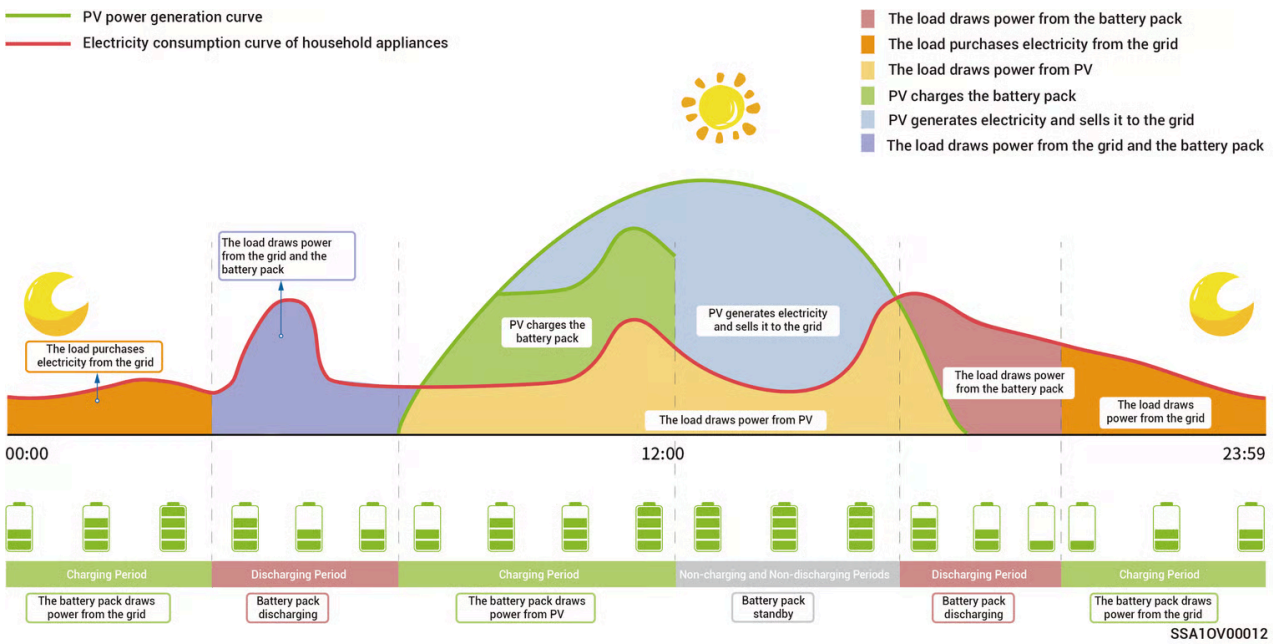 PV power generation curve
Electricity consumption curve of household appliances
The load draws power from the battery pack
The load purchases electricity from the grid
The load draws power from PV
PV charges the battery pack
PV generates electricity and sells it to the grid
The load draws power from the grid and the battery pack
The load draws power
from the grid and the
battery pack
The load purchases
electricity from the grid
PV charges the
battery pack
PV generates electricity
and sells it to the grid
The load draws power from PV
The load draws power
from the battery pack
The load draws
power from the grid
00:00
12:00
23:59
Charging Period
Discharging Period
Charging Period
Non-charging and Non-discharging Periods
Discharging Period
Charging Period
The battery pack draws
power from the grid
Battery pack
discharging
The battery pack draws
power from PV
Battery pack
standby
Battery pack
discharging
The battery pack draws
power from the grid
SSA1OV00012